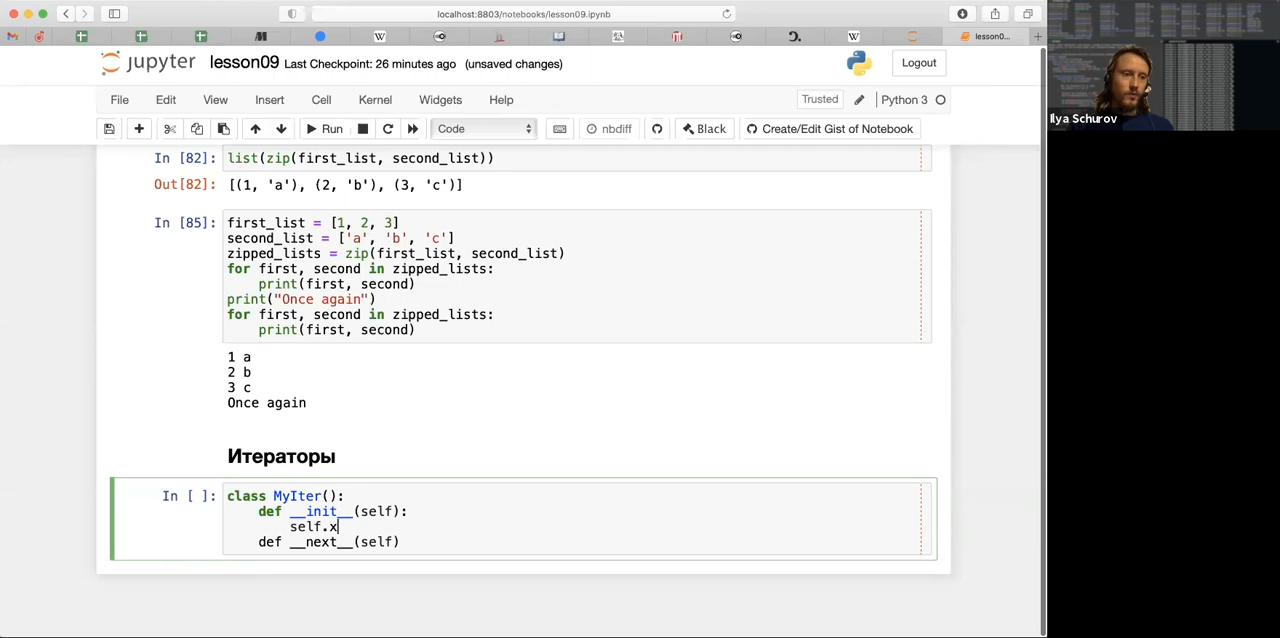 localhost:8803/notebooks/lesson09.ipynb
lesson0...
jupyter lesson09 Last Checkpoint: 26 minutes ago (unsaved changes)
Logout
File Edit View Insert Cell Kernel Widgets Help
Trusted Python 3
Run Code nbdiff Black Create/Edit Gist of Notebook
In [82]: list(zip(first_list, second_list))
Out[82]: [(1, 'a'), (2, 'b'), (3, 'c')]
In [85]: first_list = [1, 2, 3]
second_list = ['a', 'b', 'c']
zipped_lists = zip(first_list, second_list)
for first, second in zipped_lists:
print(first, second)
print("Once again")
for first, second in zipped_lists:
print(first, second)
1 a
2 b
3 c
Once again
Итераторы
In [ ]: class MyIter():
def __init__(self):
self.x
def __next__(self)
Ilya Schurov